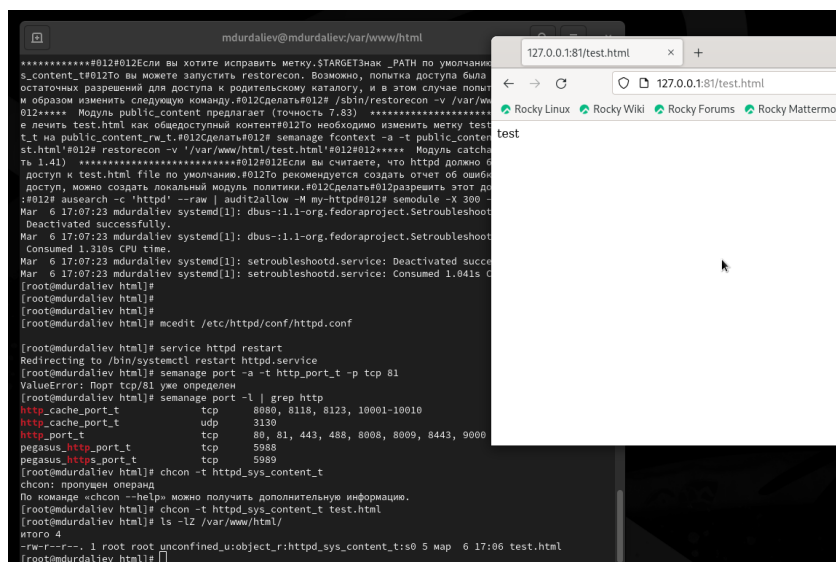 mdurdaliev@mdurdaliev:/var/www/html
************#012#012Если вы хотите исправить метку.$TARGETЗнак _PATH по умолчанию
s_content_t#012То вы можете запустить restorecon. Возможно, попытка доступа была
остаточных разрешений для доступа к родительскому каталогу, и в этом случае попыт
м образом изменить следующую команду.#012Сделать#012# /sbin/restorecon -v /var/ww
012***** Модуль public_content предлагает (точность 7.83) *******************
е лечить test.html как общедоступный контент#012То необходимо изменить метку test
t_t на public_content_rw_t.#012Сделать#012# semanage fcontext -a -t public_conten
st.html'#012# restorecon -v '/var/www/html/test.html'#012***** Модуль catcha
ть 1.41) **************************#012#012Если вы считаете, что httpd должно б
доступ к test.html file по умолчанию.#012То рекомендуется создать отчет об ошибк
доступ, можно создать локальный модуль политики.#012Сделать#012разрешить этот до
:#012# ausearch -c 'httpd' --raw | audit2allow -M my-httpd#012# semodule -X 300 -
Mar 6 17:07:23 mdurdaliev systemd[1]: dbus-:1.1-org.fedoraproject.Setroubleshoot
Deactivated successfully.
Mar 6 17:07:23 mdurdaliev systemd[1]: dbus-:1.1-org.fedoraproject.Setroubleshoot
Consumed 1.310s CPU time.
Mar 6 17:07:23 mdurdaliev systemd[1]: setroubleshootd.service: Deactivated succe
Mar 6 17:07:23 mdurdaliev systemd[1]: setroubleshootd.service: Consumed 1.041s C
[root@mdurdaliev html]#
[root@mdurdaliev html]#
[root@mdurdaliev html]#
[root@mdurdaliev html]# mcedit /etc/httpd/conf/httpd.conf
[root@mdurdaliev html]# service httpd restart
Redirecting to /bin/systemctl restart httpd.service
[root@mdurdaliev html]# semanage port -a -t http_port_t -p tcp 81
ValueError: Порт tcp/81 уже определен
[root@mdurdaliev html]# semanage port -l | grep http
http_cache_port_t tcp 8080, 8118, 8123, 10001-10010
http_cache_port_t udp 3130
http_port_t tcp 80, 81, 443, 488, 8008, 8009, 8443, 9000
pegasus_http_port_t tcp 5988
pegasus_https_port_t tcp 5989
[root@mdurdaliev html]# chcon -t httpd_sys_content_t
chcon: пропущен операнд
По команде «chcon --help» можно получить дополнительную информацию.
[root@mdurdaliev html]# chcon -t httpd_sys_content_t test.html
[root@mdurdaliev html]# ls -lZ /var/www/html/
итого 4
-rw-r--r--. 1 root root unconfined_u:object_r:httpd_sys_content_t:s0 5 мар 6 17:06 test.html
[root@mdurdaliev html]#
127.0.0.1:81/test.html
127.0.0.1:81/test.html
Rocky Linux Rocky Wiki Rocky Forums Rocky Mattermo
test